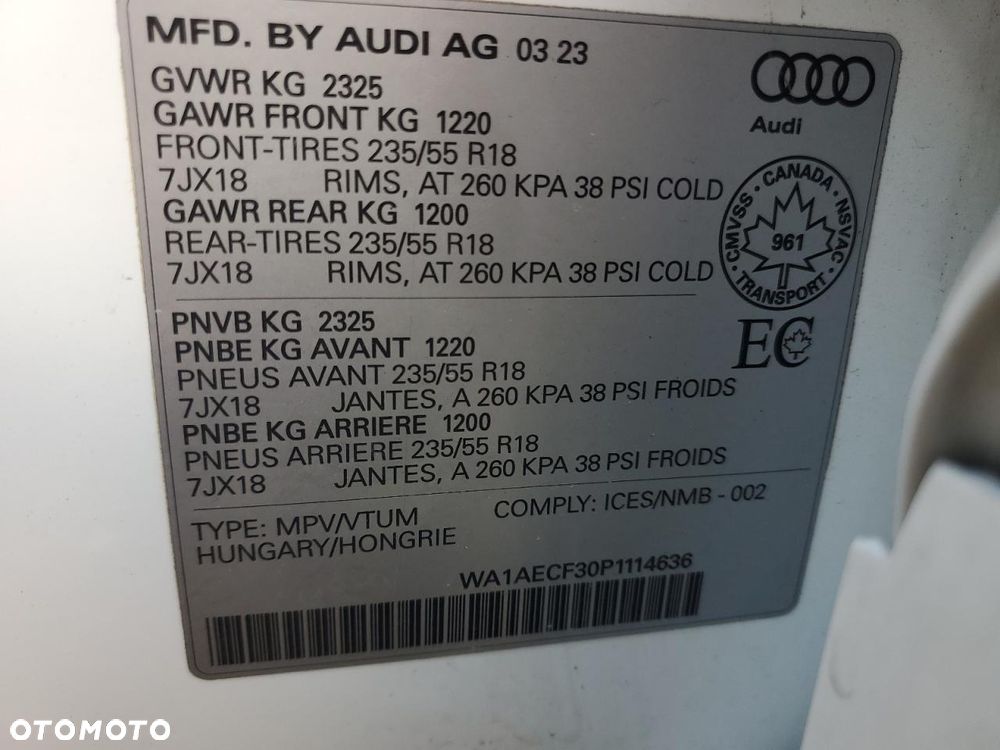 MFD. BY AUDI AG 03 23
GVWR KG 2325
GAWR FRONT KG 1220
FRONT-TIRES 235/55 R18
7JX18 RIMS, AT 260 KPA 38 PSI COLD
GAWR REAR KG 1200
REAR-TIRES 235/55 R18
7JX18 RIMS, AT 260 KPA 38 PSI COLD
Audi
CMVSS · CANADA · NSVAC · TRANSPORT ·
961
PNVB KG 2325
PNBE KG AVANT 1220
PNEUS AVANT 235/55 R18
7JX18 JANTES, A 260 KPA 38 PSI FROIDS
PNBE KG ARRIERE 1200
PNEUS ARRIERE 235/55 R18
7JX18 JANTES, A 260 KPA 38 PSI FROIDS
EC
TYPE: MPV/VTUM COMPLY: ICES/NMB - 002
HUNGARY/HONGRIE
WA1AECF30P1114636
OTOMOTO